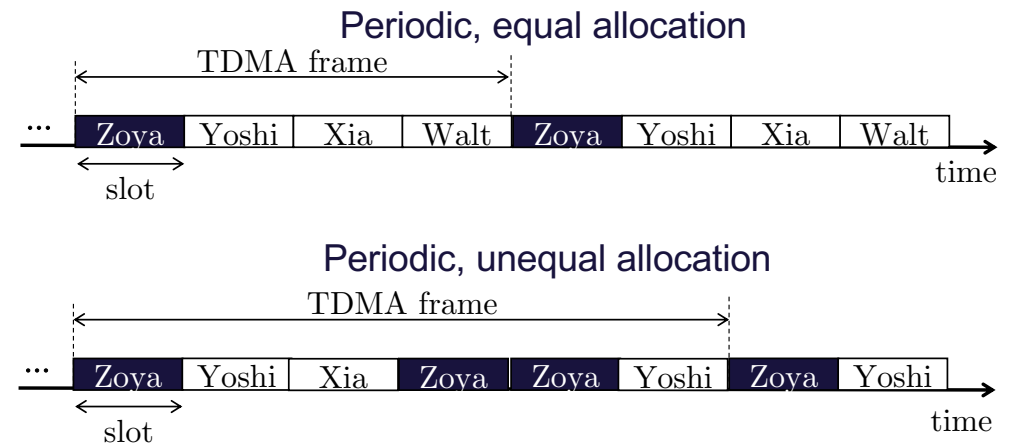 Periodic, equal allocation
TDMA frame
... Zoya Yoshi Xia Walt Zoya Yoshi Xia Walt
time
slot
Periodic, unequal allocation
TDMA frame
... Zoya Yoshi Xia Zoya Zoya Yoshi Zoya Yoshi
time
slot